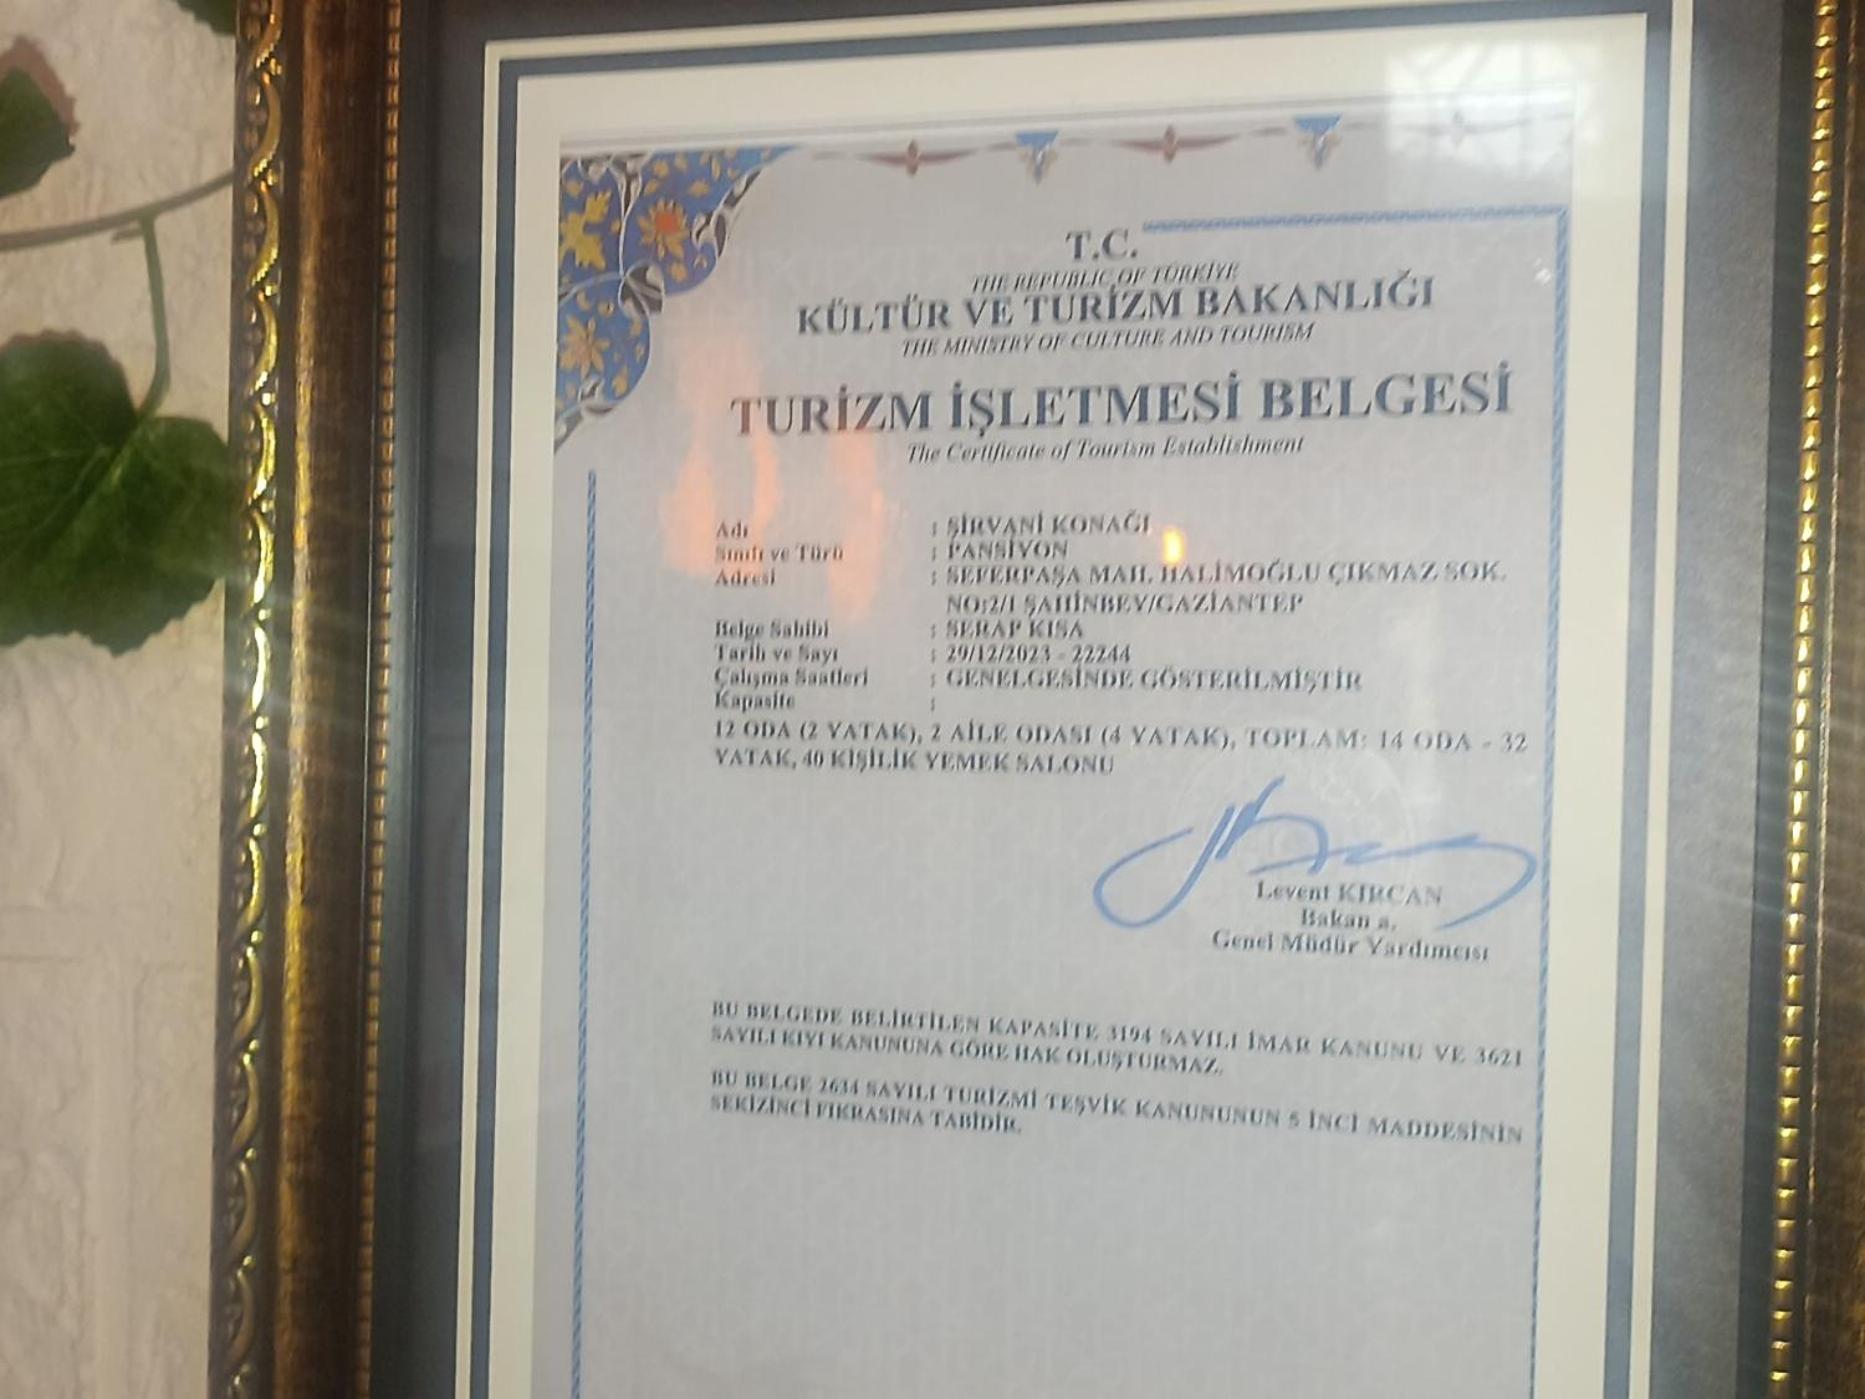 T.C.
THE REPUBLIC OF TÜRKİYE
KÜLTÜR VE TURİZM BAKANLIĞI
THE MINISTRY OF CULTURE AND TOURISM
TURİZM İŞLETMESİ BELGESİ
The Certificate of Tourism Establishment
Adı : ŞİRVANİ KONAĞI
Sınıfı ve Türü : PANSİYON
Adresi : SEFERPAŞA MAH. HALİMOĞLU ÇIKMAZ SOK.
NO:2/1 ŞAHİNBEY/GAZİANTEP
Belge Sahibi : SERAP KISA
Tarih ve Sayı : 29/12/2023 - 22244
Çalışma Saatleri : GENELGESİNDE GÖSTERİLMİŞTİR
Kapasite :
12 ODA (2 YATAK), 2 AİLE ODASI (4 YATAK), TOPLAM: 14 ODA - 32
YATAK, 40 KİŞİLİK YEMEK SALONU
Levent KIRCAN
Bakan a.
Genel Müdür Yardımcısı
BU BELGEDE BELİRTİLEN KAPASİTE 3194 SAYILI İMAR KANUNU VE 3621
SAYILI KIYI KANUNUNA GÖRE HAK OLUŞTURMAZ.
BU BELGE 2634 SAYILI TURİZMİ TEŞVİK KANUNUNUN 5 İNCİ MADDESİNİN
SEKİZİNCİ FIKRASINA TABİDİR.